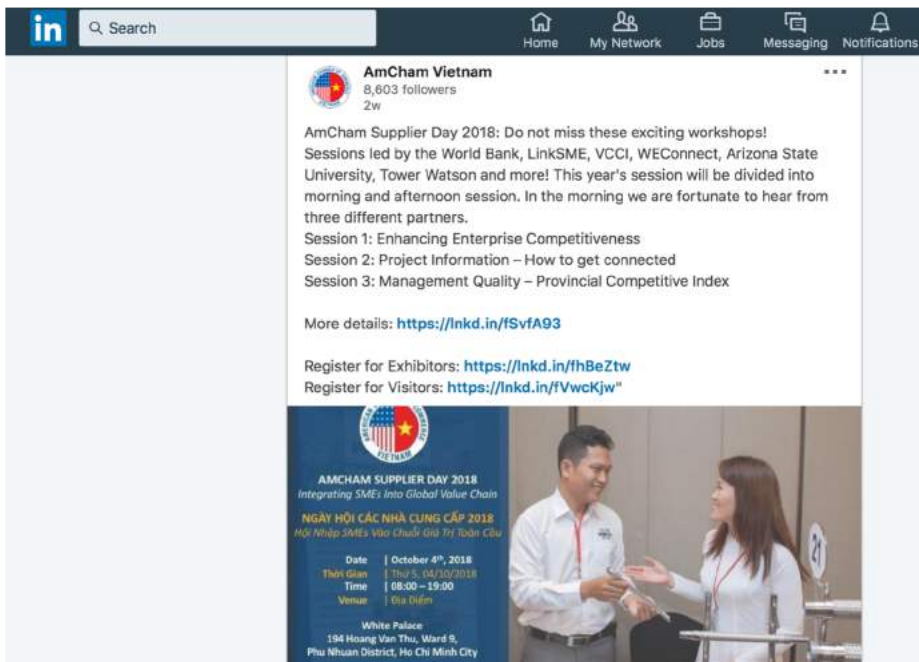 in
Search
Home
My Network
Jobs
Messaging
Notifications
AmCham Vietnam
8,603 followers
2w
AmCham Supplier Day 2018: Do not miss these exciting workshops!
Sessions led by the World Bank, LinkSME, VCCI, WEConnect, Arizona State
University, Tower Watson and more! This year's session will be divided into
morning and afternoon session. In the morning we are fortunate to hear from
three different partners.
Session 1: Enhancing Enterprise Competitiveness
Session 2: Project Information – How to get connected
Session 3: Management Quality – Provincial Competitive Index
More details: https://lnkd.in/fSvfA93
Register for Exhibitors: https://lnkd.in/fhBeZtw
Register for Visitors: https://lnkd.in/fVwcKjw"
VIETNAM
AMCHAM SUPPLIER DAY 2018
Integrating SMEs Into Global Value Chain
NGÀY HỘI CÁC NHÀ CUNG CẤP 2018
Hội Nhập SMEs Vào Chuỗi Giá Trị Toàn Cầu
Date | October 4th, 2018
Thời Gian | Thứ 5, 04/10/2018
Time | 08:00 – 19:00
Venue | Địa Điểm
White Palace
194 Hoang Van Thu, Ward 9,
Phu Nhuan District, Ho Chi Minh City
21